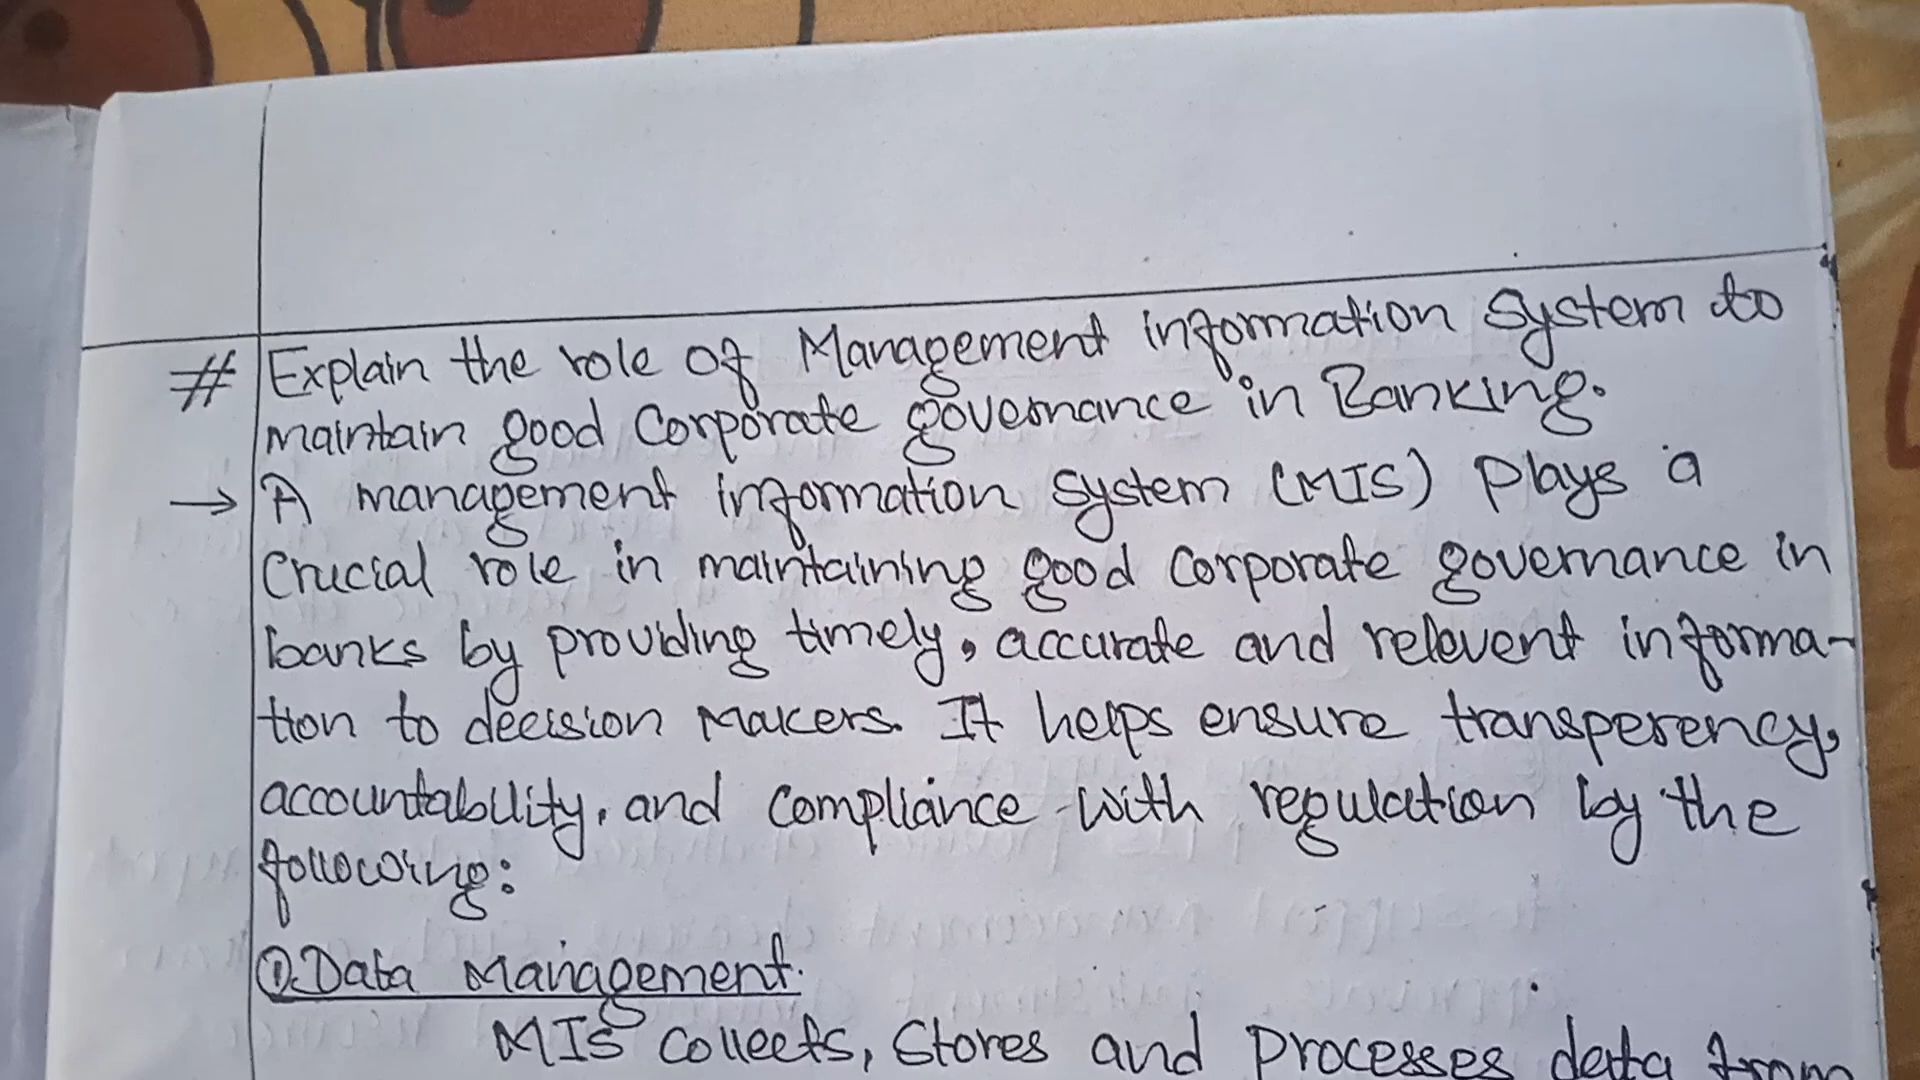 # Explain the role of Management information system to
maintain good Corporate governance in Banking.
→ A management information system (MIS) Plays a
Crucial role in maintaining good Corporate governance in
banks by providing timely, accurate and relevent informa-
tion to decision Makers. It helps ensure transperency,
accountability, and compliance with regulation by the
following:
① Data Management.
MIS Collects, Stores and Processes data from